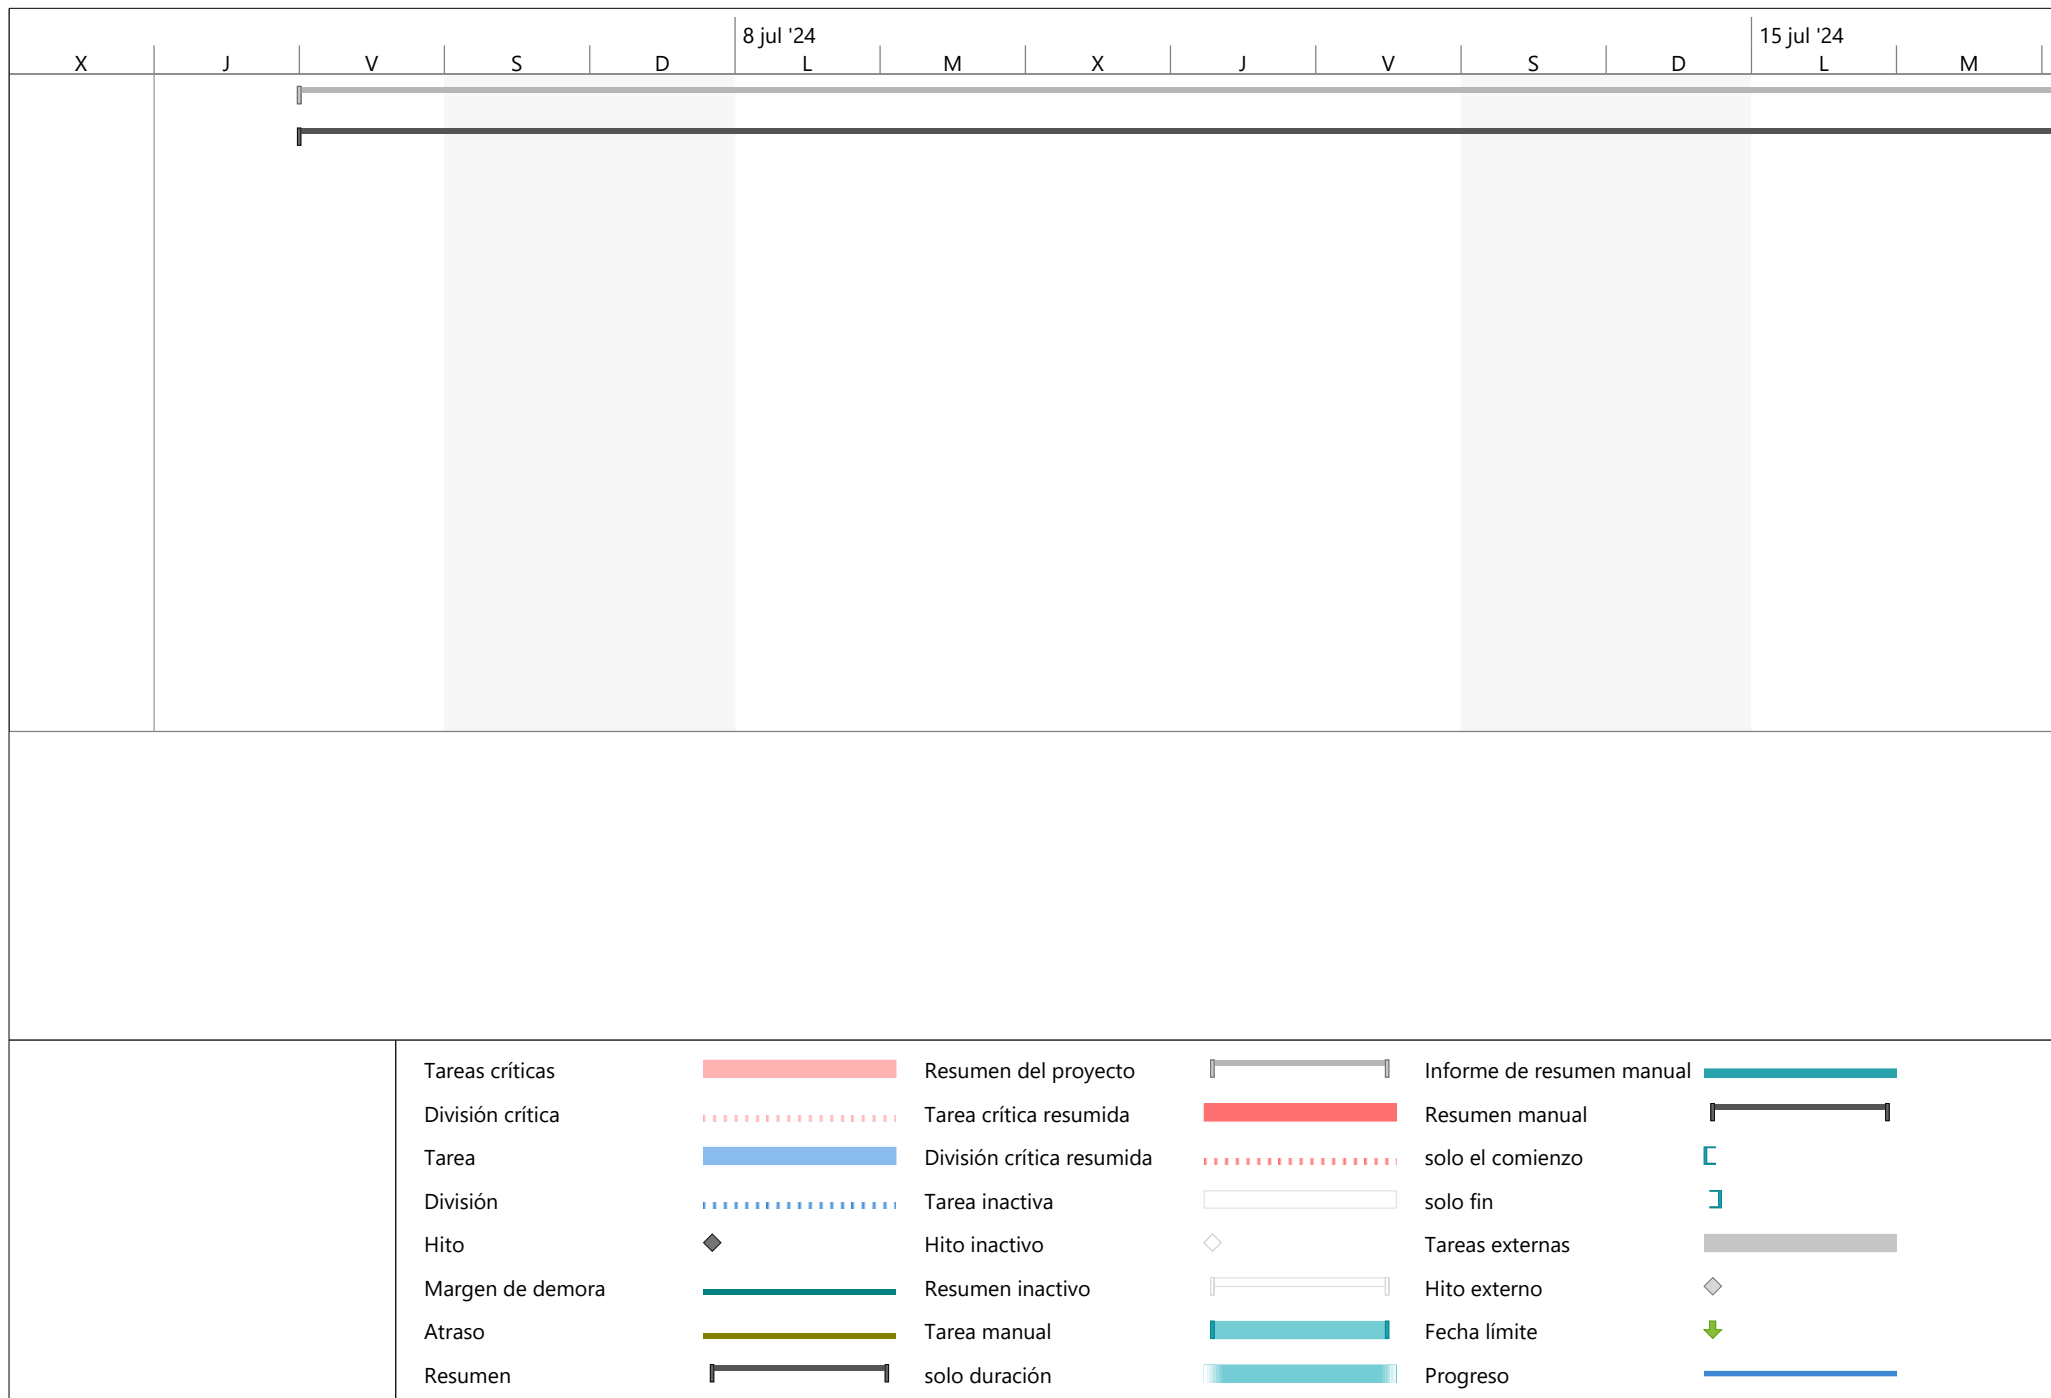 8 jul '24 15 jul '24
X J V S D L M X J V S D L M
Tareas críticas Resumen del proyecto Informe de resumen manual
División crítica Tarea crítica resumida Resumen manual
Tarea División crítica resumida solo el comienzo
División Tarea inactiva solo fin
Hito Hito inactivo Tareas externas
Margen de demora Resumen inactivo Hito externo
Atraso Tarea manual Fecha límite
Resumen solo duración Progreso